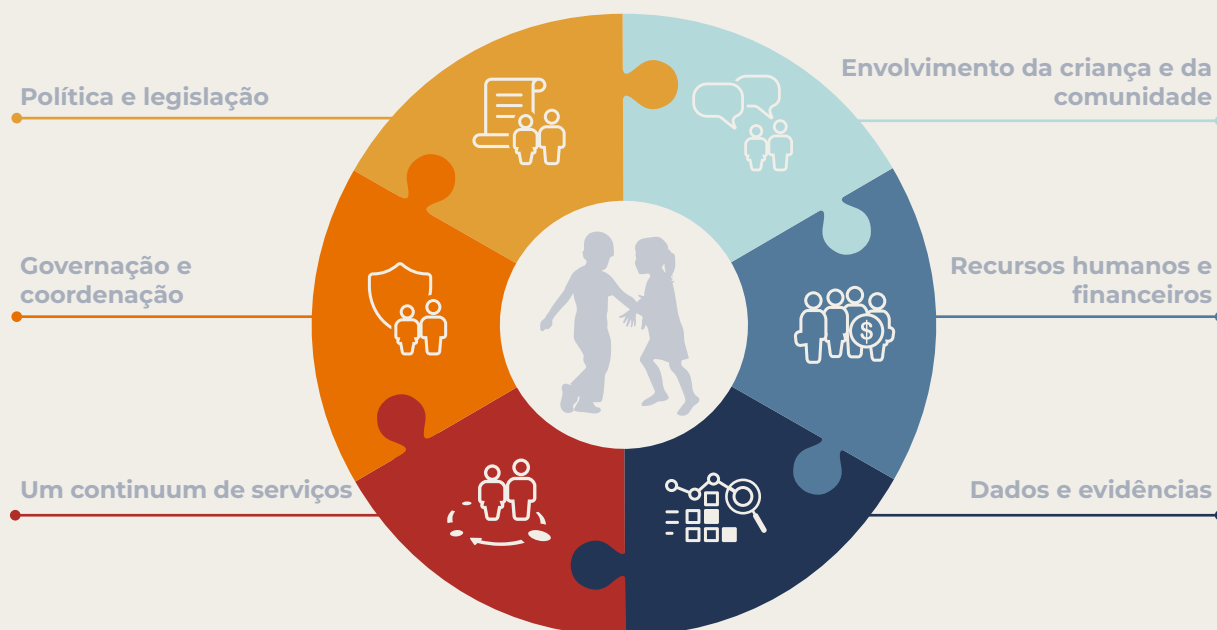 Política e legislação
Envolvimento da criança e da
comunidade
Governação e
coordenação
Recursos humanos e
financeiros
$
Um continuum de serviços
Dados e evidências